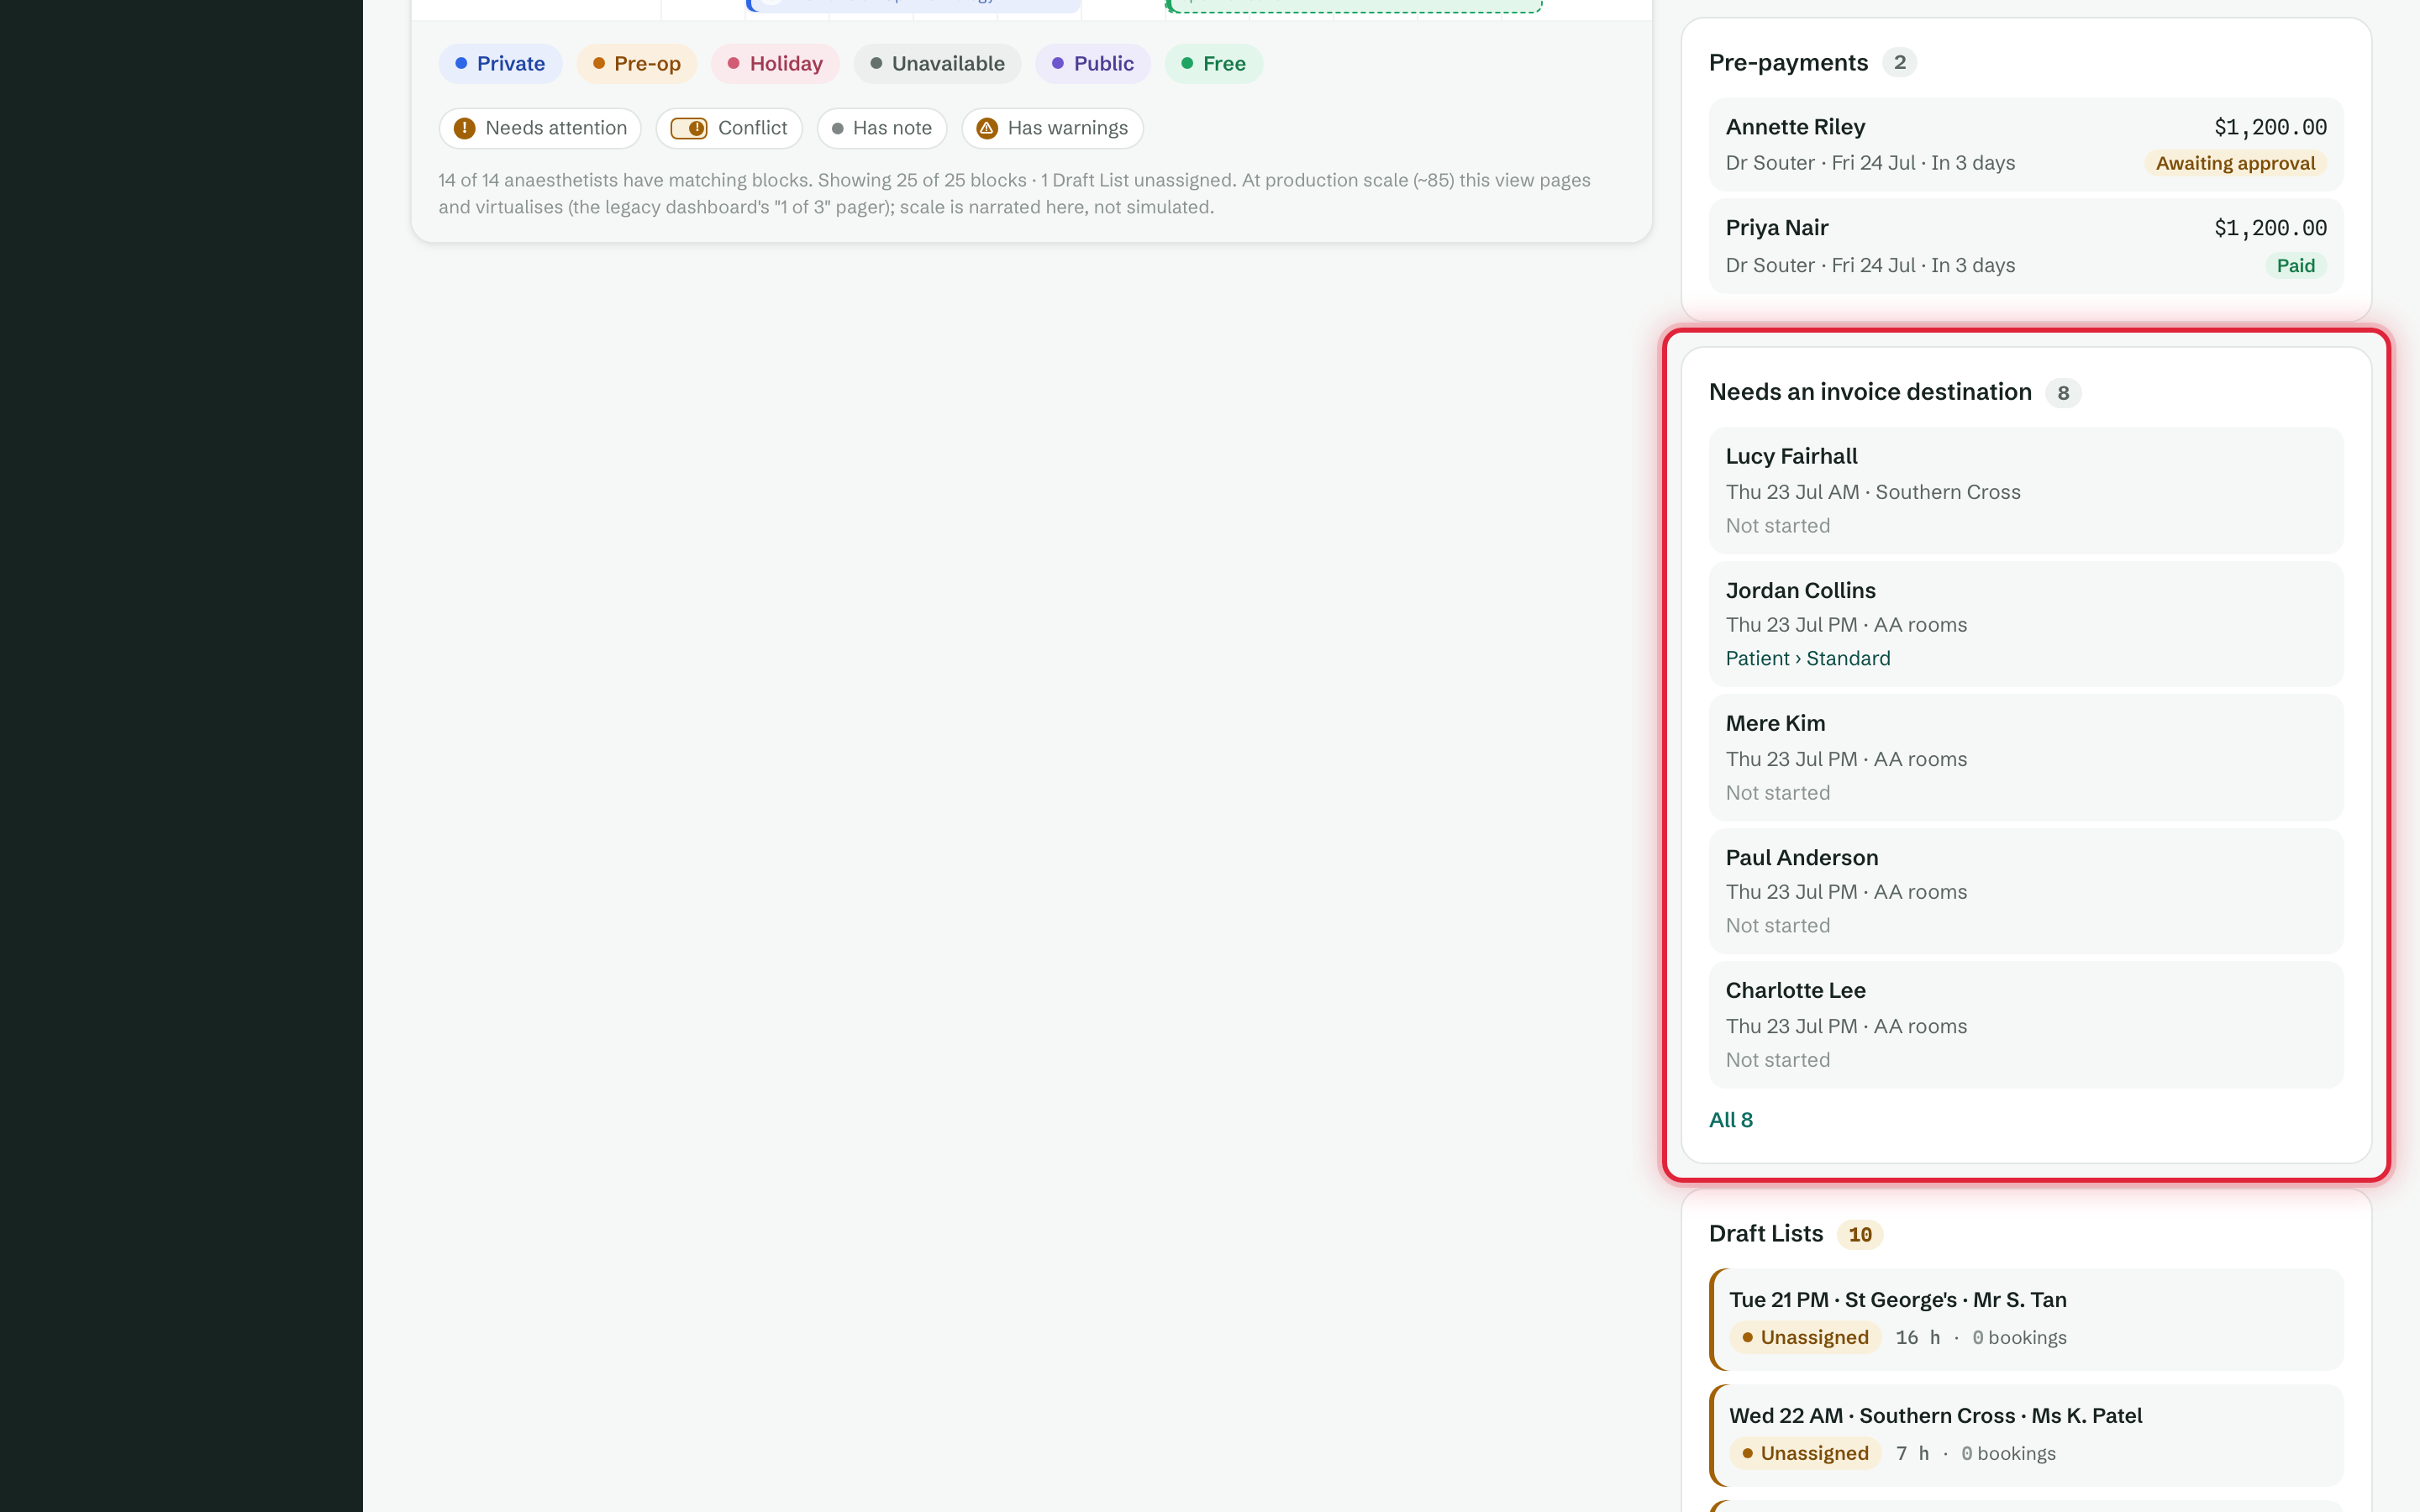 Private
Pre-op
Holiday
Unavailable
Public
Free
Needs attention
Conflict
Has note
Has warnings
14 of 14 anaesthetists have matching blocks. Showing 25 of 25 blocks · 1 Draft List unassigned. At production scale (~85) this view pages
and virtualises (the legacy dashboard's "1 of 3" pager); scale is narrated here, not simulated.
Pre-payments 2
Annette Riley $1,200.00
Dr Souter · Fri 24 Jul · In 3 days Awaiting approval
Priya Nair $1,200.00
Dr Souter · Fri 24 Jul · In 3 days Paid
Needs an invoice destination 8
Lucy Fairhall
Thu 23 Jul AM · Southern Cross
Not started
Jordan Collins
Thu 23 Jul PM · AA rooms
Patient › Standard
Mere Kim
Thu 23 Jul PM · AA rooms
Not started
Paul Anderson
Thu 23 Jul PM · AA rooms
Not started
Charlotte Lee
Thu 23 Jul PM · AA rooms
Not started
All 8
Draft Lists 10
Tue 21 PM · St George's · Mr S. Tan
Unassigned 16 h · 0 bookings
Wed 22 AM · Southern Cross · Ms K. Patel
Unassigned 7 h · 0 bookings